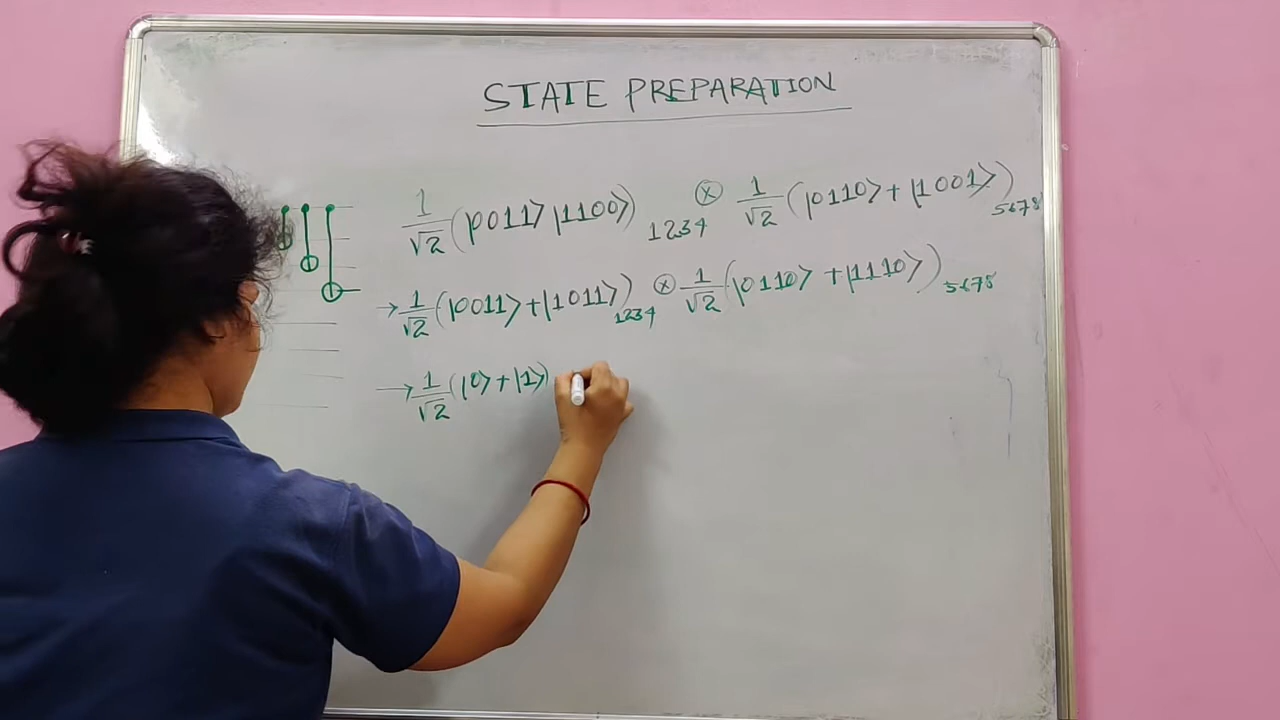 STATE PREPARATION
1/√2 (|0011⟩ |1100⟩)1234 ⊗ 1/√2 (|0110⟩ + |1001⟩)5678
→ 1/√2 (|0011⟩ + |1011⟩)1234 ⊗ 1/√2 (|0110⟩ + |1110⟩)5678
→ 1/√2 (|0⟩ + |1⟩)